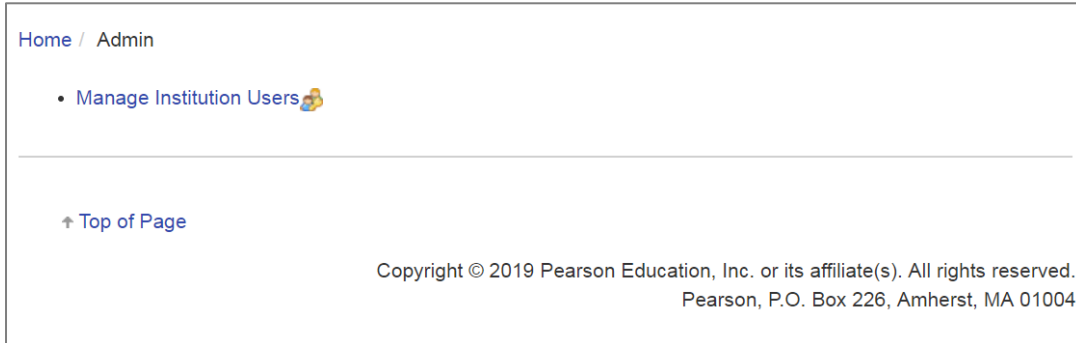 Home / Admin
• Manage Institution Users
Top of Page
Copyright © 2019 Pearson Education, Inc. or its affiliate(s). All rights reserved.
Pearson, P.O. Box 226, Amherst, MA 01004